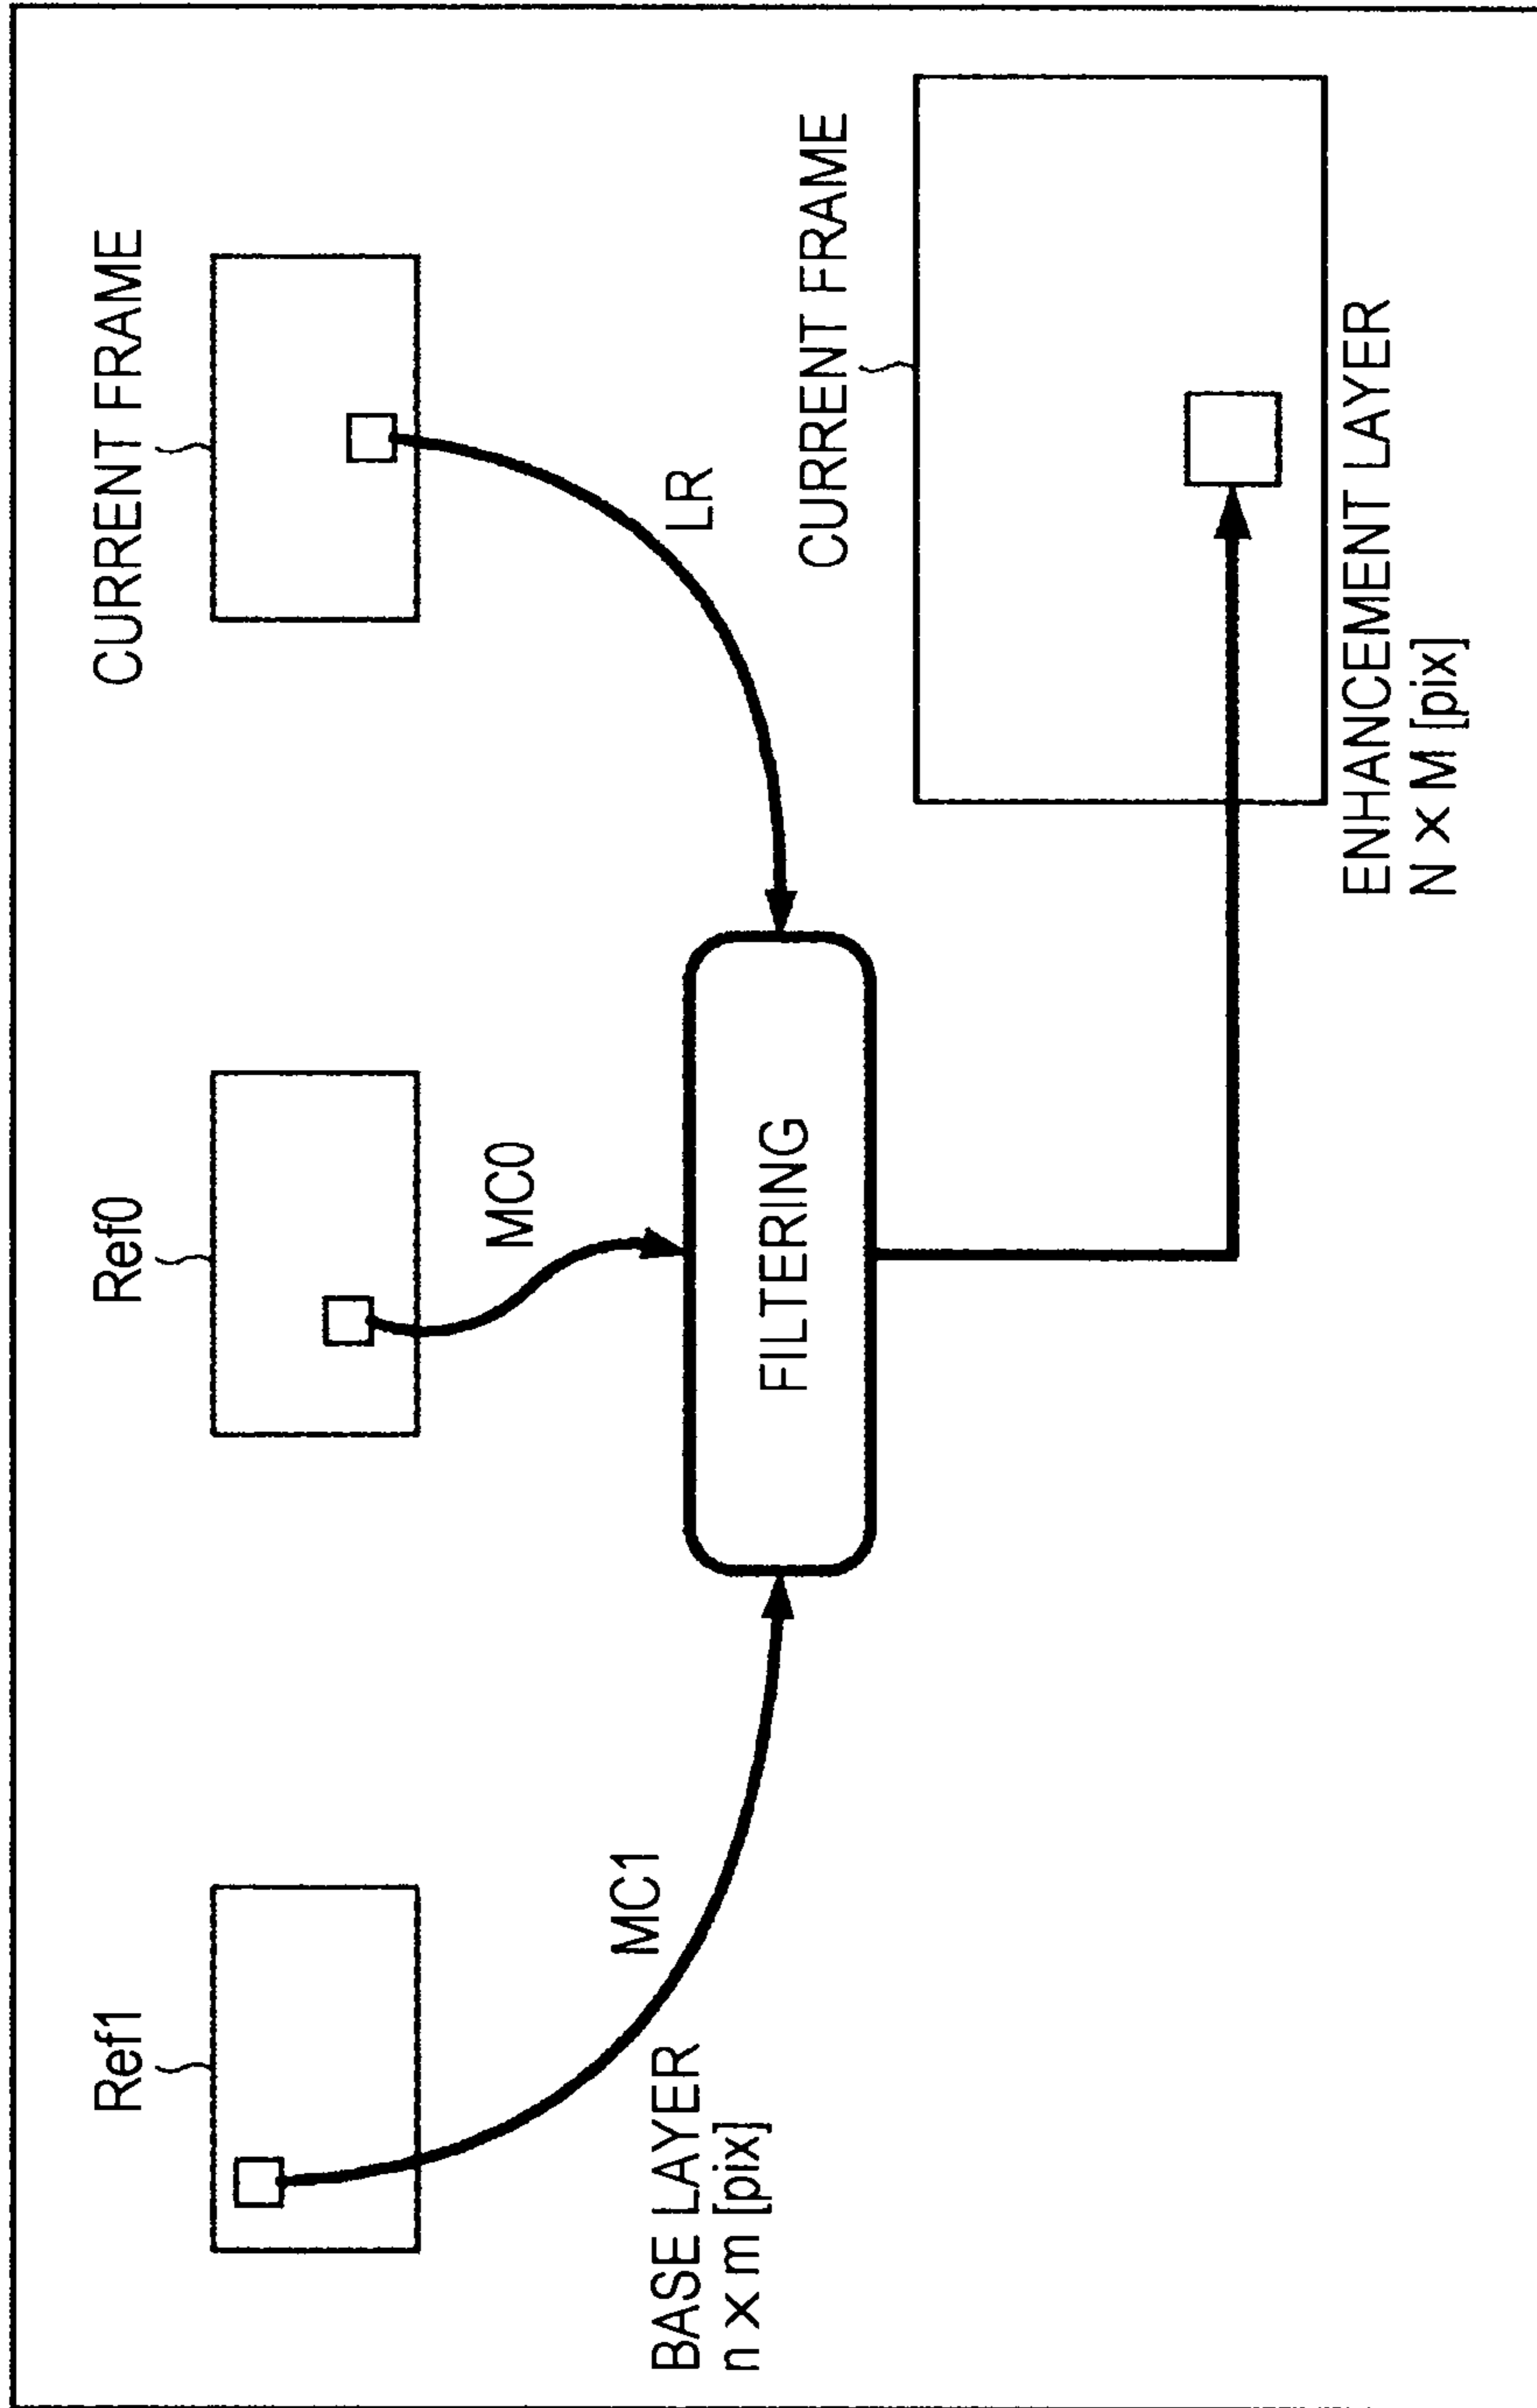 Ref1
Ref0
CURRENT FRAME
MC1
MC0
LR
BASE LAYER
n x m [pix]
FILTERING
CURRENT FRAME
ENHANCEMENT LAYER
N x M [pix]